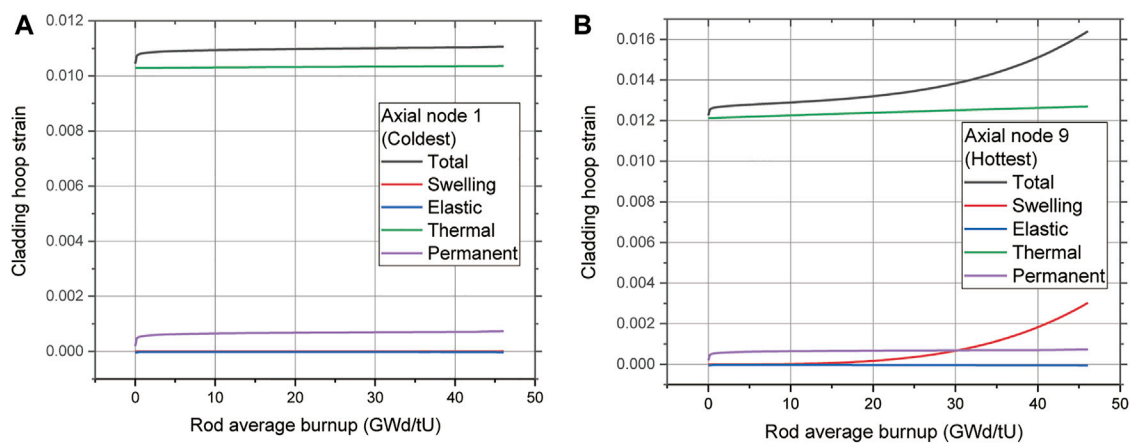 A
Cladding hoop strain
0.012
0.010
0.008
0.006
0.004
0.002
0.000
Axial node 1
(Coldest)
Total
Swelling
Elastic
Thermal
Permanent
0 10 20 30 40 50
Rod average burnup (GWd/tU)
B
Cladding hoop strain
0.016
0.014
0.012
0.010
0.008
0.006
0.004
0.002
0.000
Axial node 9
(Hottest)
Total
Swelling
Elastic
Thermal
Permanent
0 10 20 30 40 50
Rod average burnup (GWd/tU)